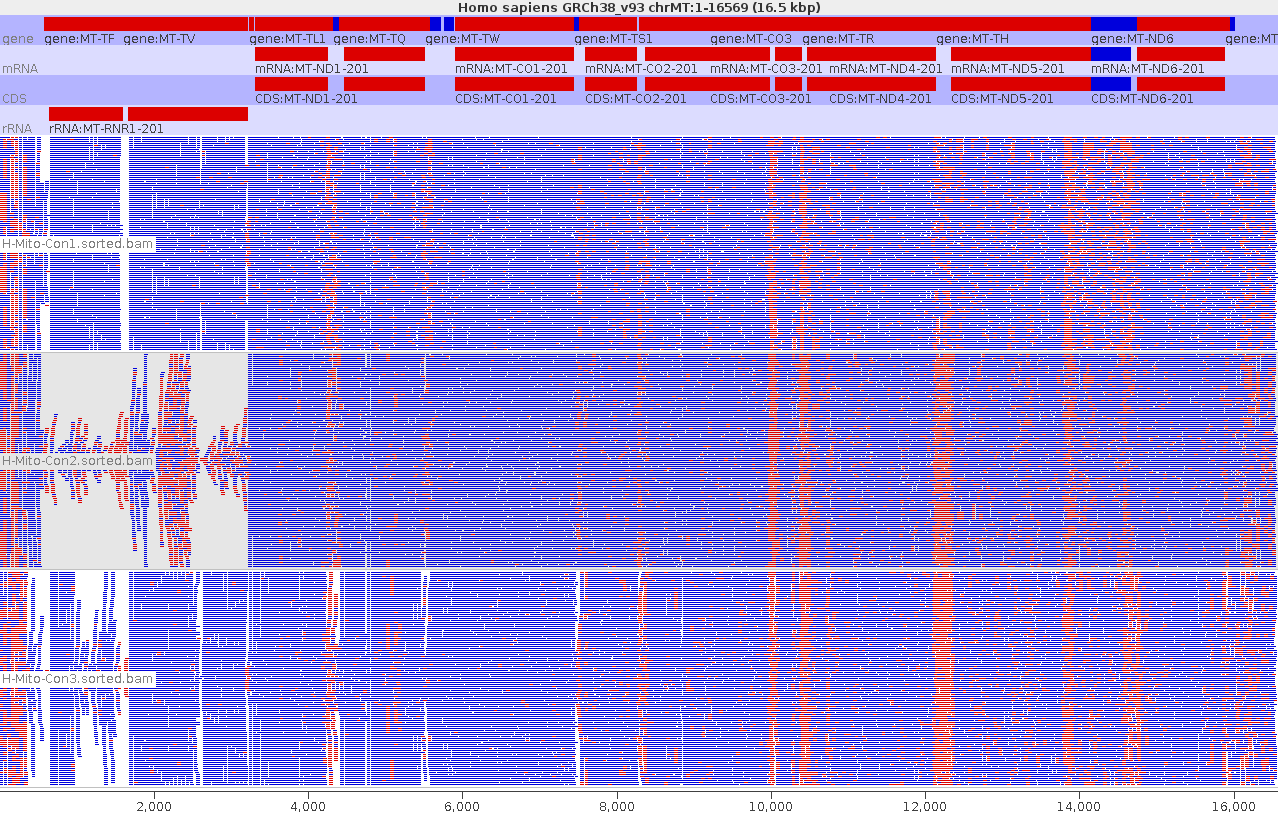 Homo sapiens GRCh38_v93 chrMT:1-16569 (16.5 kbp)
gene gene:MT-TF gene:MT-TV gene:MT-TL1 gene:MT-TQ gene:MT-TW gene:MT-TS1 gene:MT-CO3 gene:MT-TR gene:MT-TH gene:MT-ND6 gene:MT
mRNA mRNA:MT-ND1-201 mRNA:MT-CO1-201 mRNA:MT-CO2-201 mRNA:MT-CO3-201 mRNA:MT-ND4-201 mRNA:MT-ND5-201 mRNA:MT-ND6-201
CDS CDS:MT-ND1-201 CDS:MT-CO1-201 CDS:MT-CO2-201 CDS:MT-CO3-201 CDS:MT-ND4-201 CDS:MT-ND5-201 CDS:MT-ND6-201
rRNA rRNA:MT-RNR1-201
H-Mito-Con1.sorted.bam
H-Mito-Con2.sorted.bam
H-Mito-Con3.sorted.bam
2,000 4,000 6,000 8,000 10,000 12,000 14,000 16,000